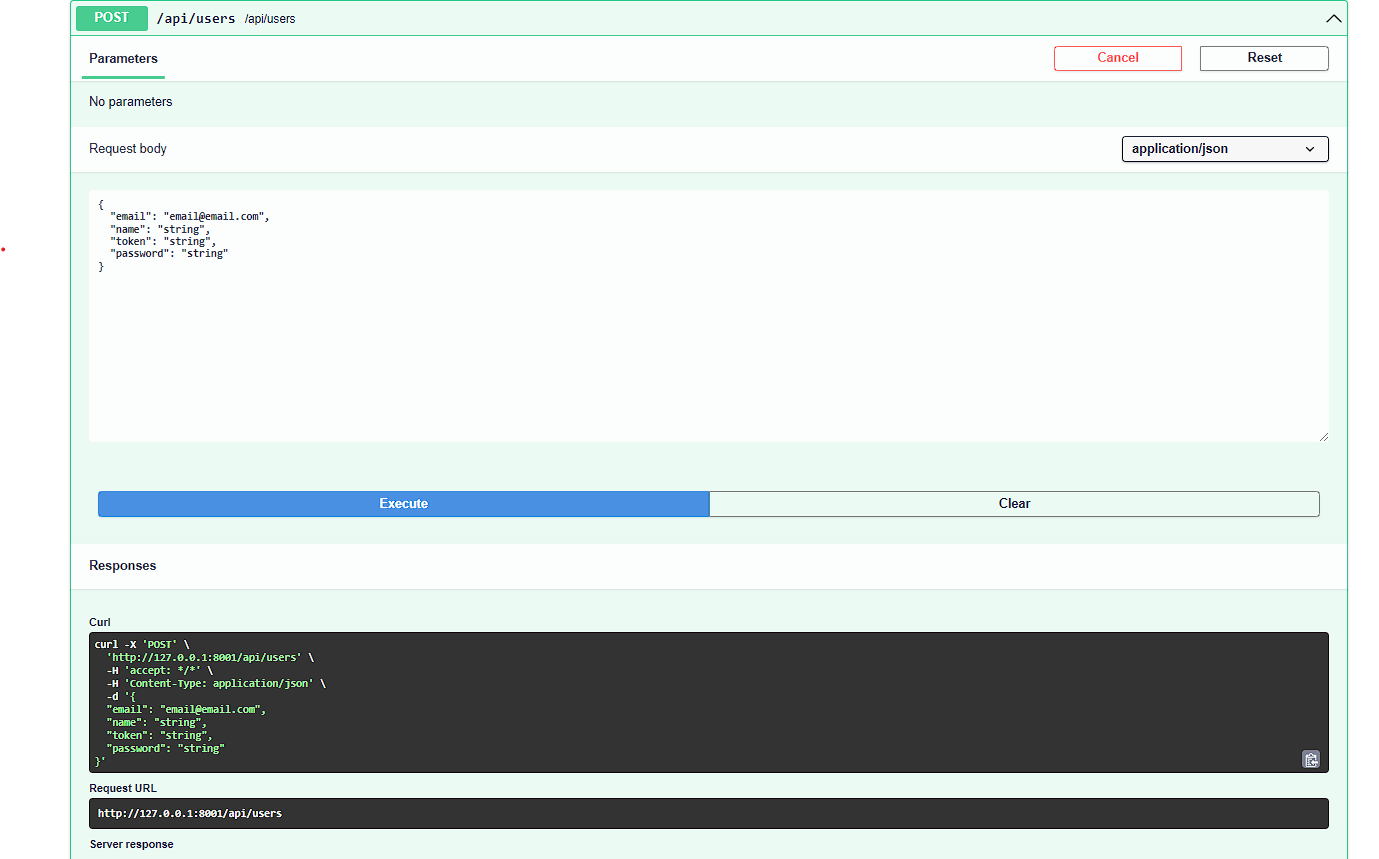 POST /api/users /api/users
Parameters
Cancel
Reset
No parameters
Request body
application/json
{
  "email": "email@email.com",
  "name": "string",
  "token": "string",
  "password": "string"
}
Execute
Clear
Responses
Curl
curl -X 'POST' \
  'http://127.0.0.1:8001/api/users' \
  -H 'accept: */*' \
  -H 'Content-Type: application/json' \
  -d '{
  "email": "email@email.com",
  "name": "string",
  "token": "string",
  "password": "string"
}'
Request URL
http://127.0.0.1:8001/api/users
Server response